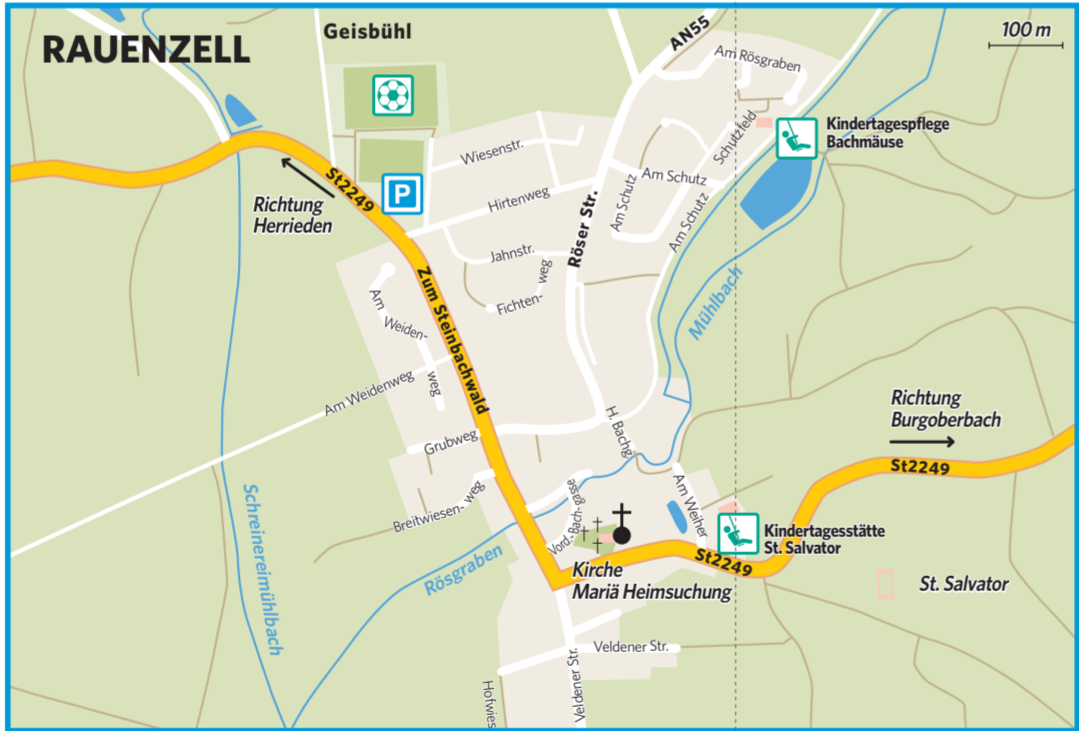 RAUENZELL
Geisbühl
AN55
100 m
Am Rösgraben
Kindertagespflege
Bachmäuse
Schutzfeld
Wiesenstr.
St2249
P
Hirtenweg
Am Schutz
Am Schutz
Am Schutz
Richtung
Herrieden
Röser Str.
Jahnstr.
Fichten-
weg
Zum Steinbachwald
Am
Weiden-
weg
Mühlbach
Am Weidenweg
Richtung
Burgoberbach
St2249
H. Bachg.
Grubweg
Breitwiesen-
weg
Vord.-Bach-gasse
Am Weiher
Schreinereimühlbach
Rösgraben
Kindertagesstätte
St. Salvator
St2249
Kirche
Mariä Heimsuchung
St. Salvator
Veldener Str.
Veldener Str.
Hofwies